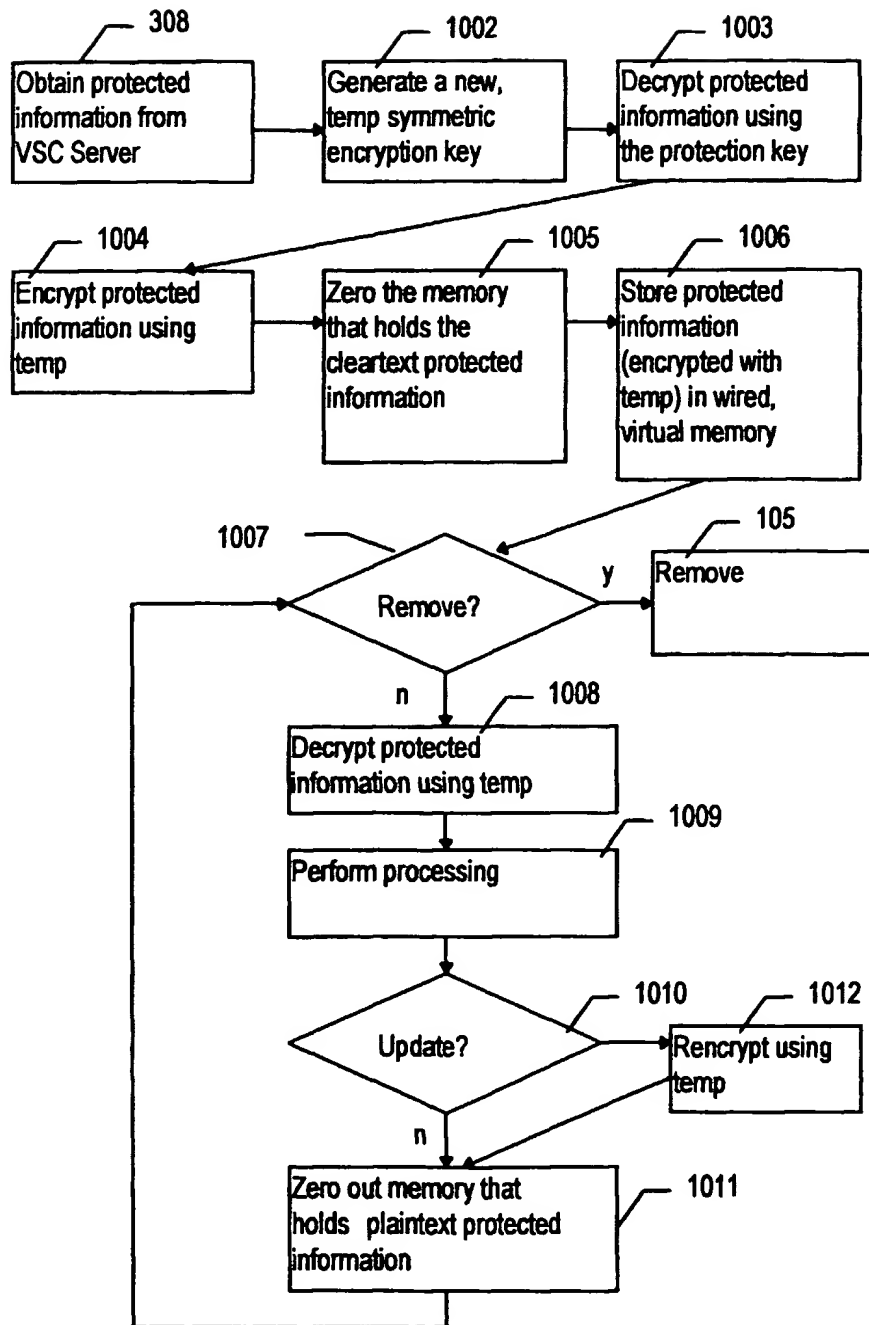 308
Obtain protected
information from
VSC Server
1002
Generate a new,
temp symmetric
encryption key
1003
Decrypt protected
information using
the protection key
1004
Encrypt protected
information using
temp
1005
Zero the memory
that holds the
cleartext protected
information
1006
Store protected
information
(encrypted with
temp) in wired,
virtual memory
1007
Remove?
y
105
Remove
n
1008
Decrypt protected
information using temp
1009
Perform processing
1010
Update?
1012
Rencrypt using
temp
n
1011
Zero out memory that
holds plaintext protected
information